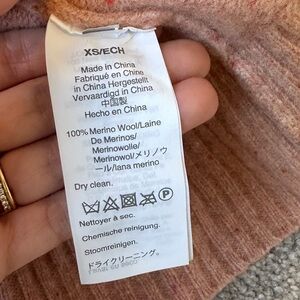 XS/ECH
Made in China
Fabriqué en Chine
in China Hergestellt
Vervaardigd in China
中国製
Hecho en China
100% Merino Wool/Laine
De Merinos/
Merinowolle/
Merinowol/メリノウ
ール/lana merino
Dry clean.
P
Nettoyer à sec.
Chemische reinigung.
Stoomreinigen.
ドライクリーニング。